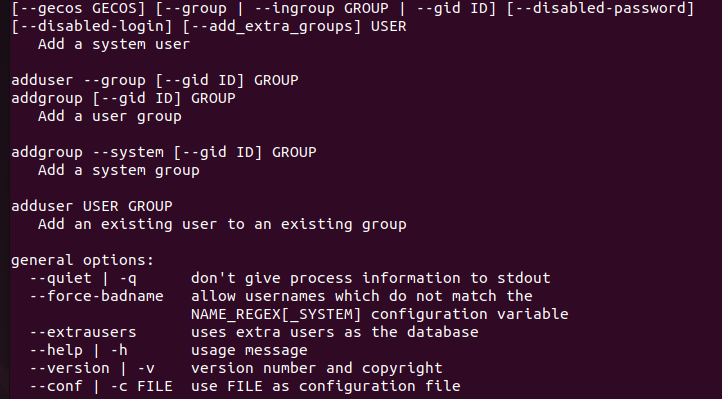 [--gecos GECOS] [--group | --ingroup GROUP | --gid ID] [--disabled-password]
[--disabled-login] [--add_extra_groups] USER
   Add a system user

adduser --group [--gid ID] GROUP
addgroup [--gid ID] GROUP
   Add a user group

addgroup --system [--gid ID] GROUP
   Add a system group

adduser USER GROUP
   Add an existing user to an existing group

general options:
  --quiet | -q      don't give process information to stdout
  --force-badname   allow usernames which do not match the
                    NAME_REGEX[_SYSTEM] configuration variable
  --extrausers      uses extra users as the database
  --help | -h       usage message
  --version | -v    version number and copyright
  --conf | -c FILE  use FILE as configuration file